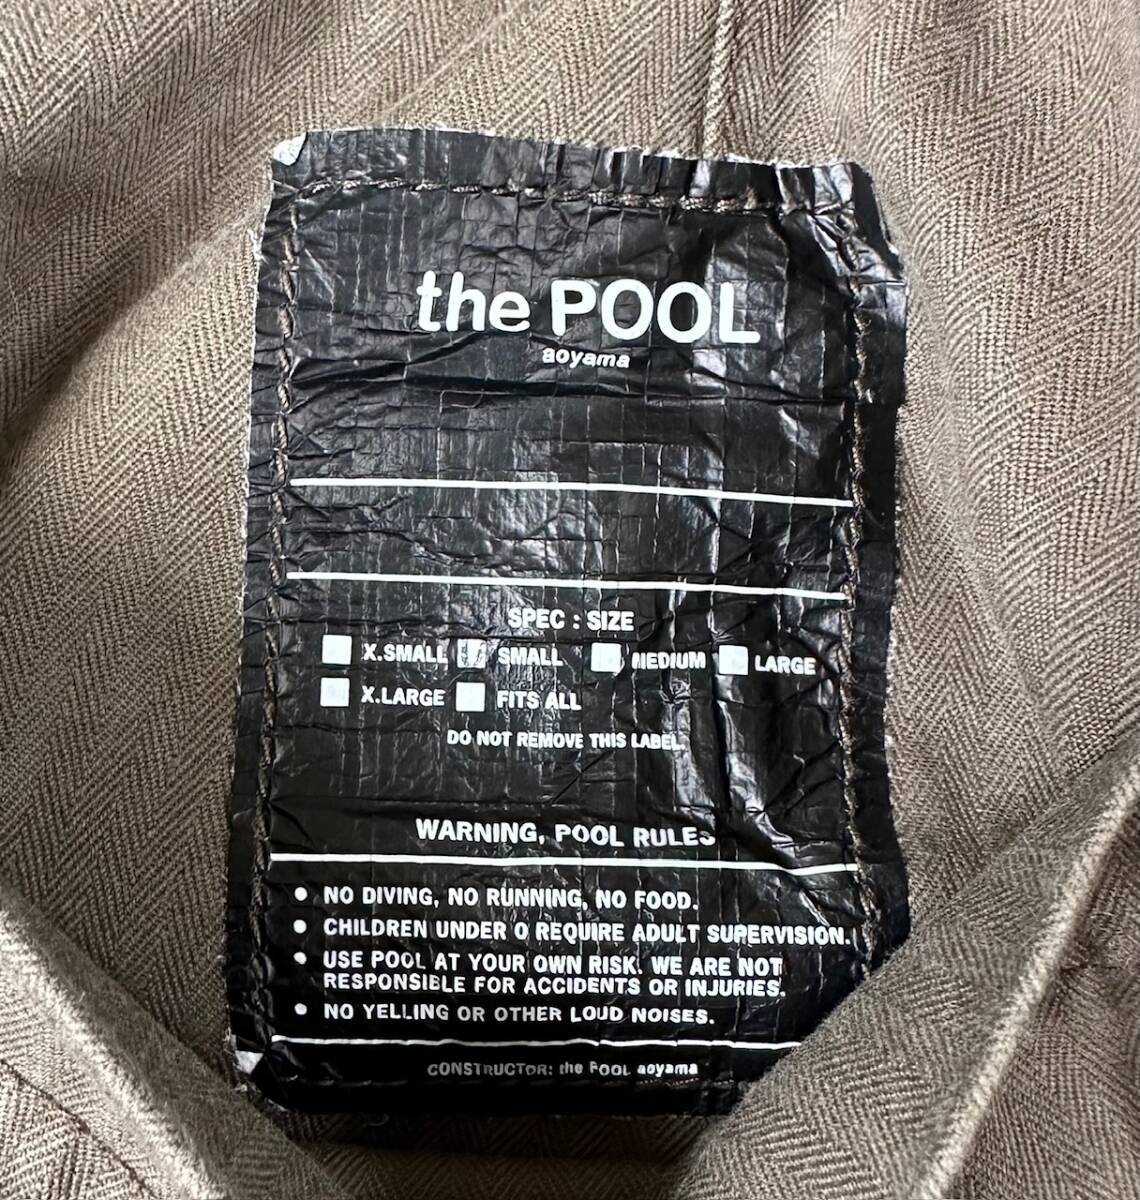 the POOL
aoyama
SPEC : SIZE
X.SMALL SMALL MEDIUM LARGE
X.LARGE FITS ALL
DO NOT REMOVE THIS LABEL.
WARNING, POOL RULES
• NO DIVING, NO RUNNING, NO FOOD.
• CHILDREN UNDER 0 REQUIRE ADULT SUPERVISION.
• USE POOL AT YOUR OWN RISK. WE ARE NOT
RESPONSIBLE FOR ACCIDENTS OR INJURIES.
• NO YELLING OR OTHER LOUD NOISES.
CONSTRUCTOR: the POOL aoyama